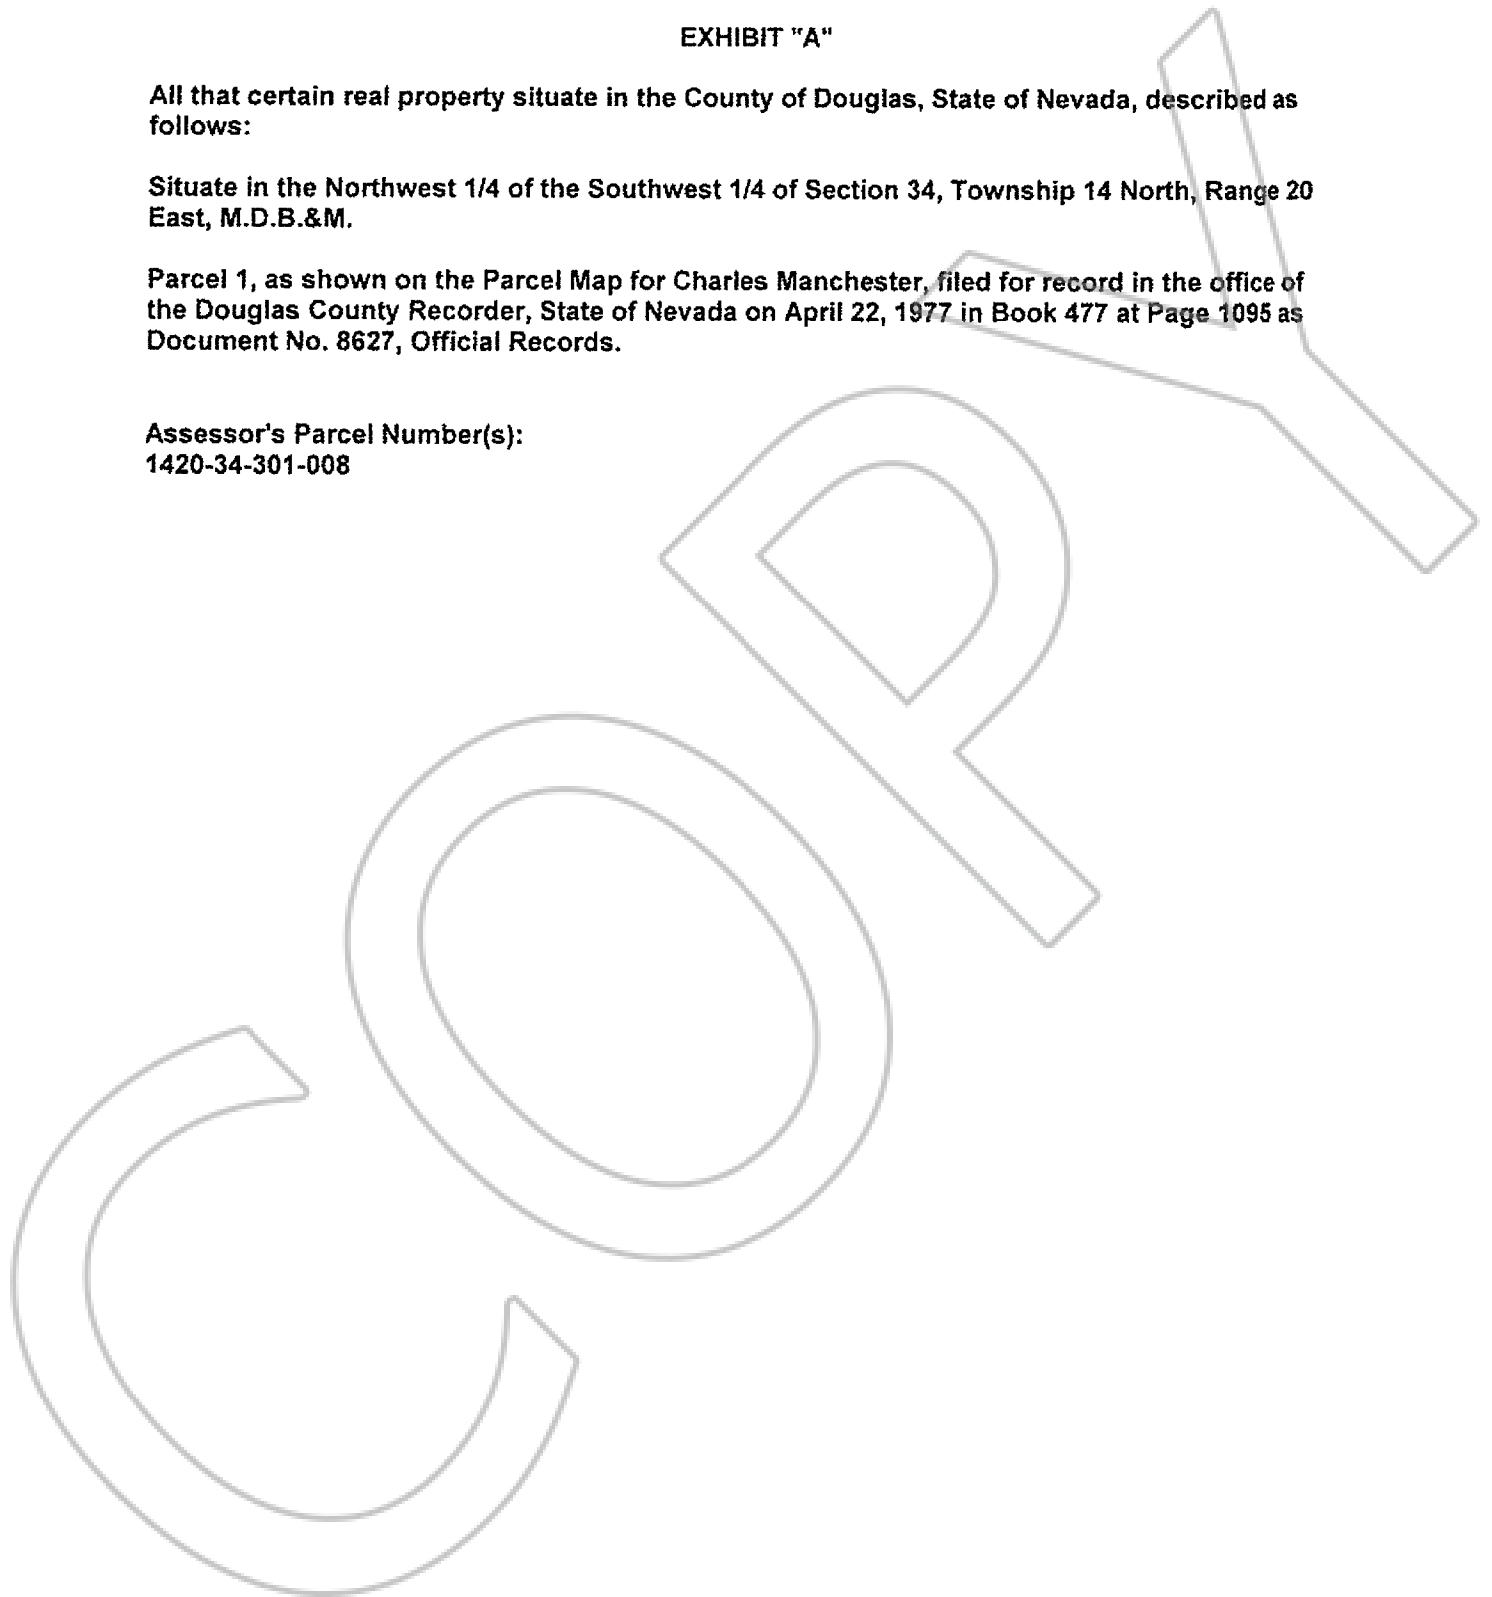 EXHIBIT "A"
All that certain real property situate in the County of Douglas, State of Nevada, described as
follows:
Situate in the Northwest 1/4 of the Southwest 1/4 of Section 34, Township 14 North, Range 20
East, M.D.B.&M.
Parcel 1, as shown on the Parcel Map for Charles Manchester, filed for record in the office of
the Douglas County Recorder, State of Nevada on April 22, 1977 in Book 477 at Page 1095 as
Document No. 8627, Official Records.
Assessor's Parcel Number(s):
1420-34-301-008
COPY